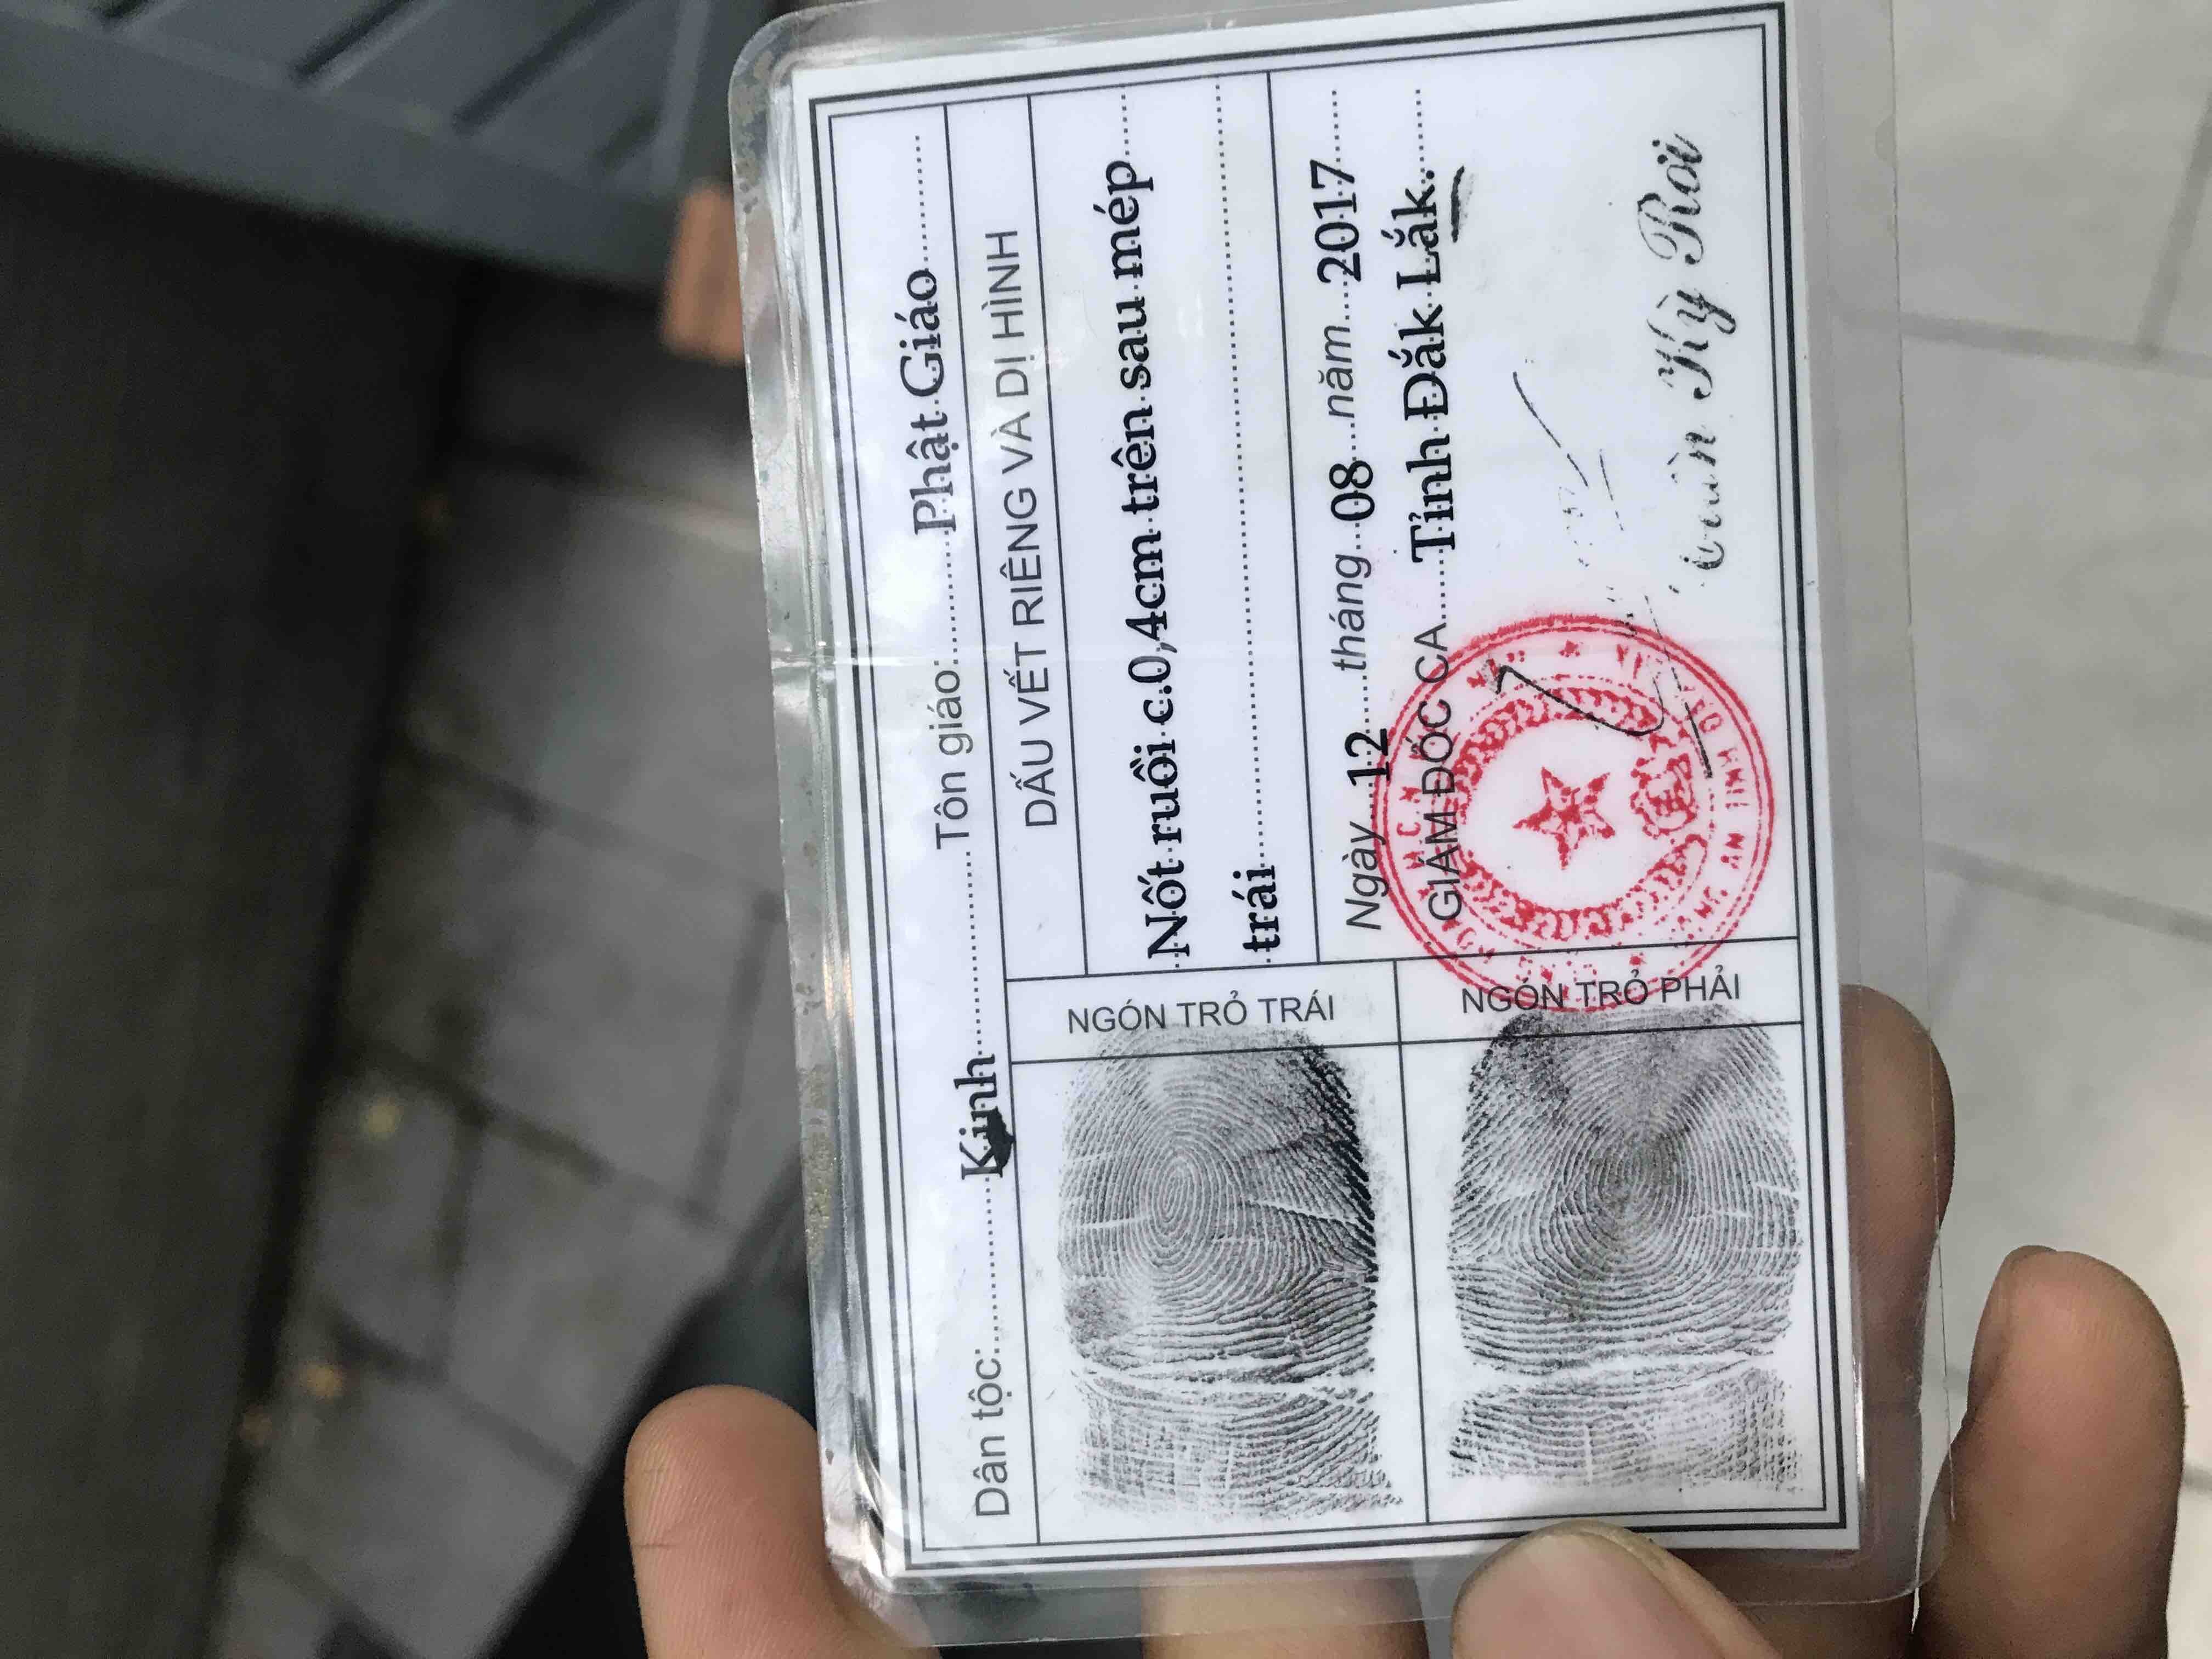 Dân tộc:.....Kinh.....Tôn giáo:.....Phật Giáo.....
DẤU VẾT RIÊNG VÀ DỊ HÌNH
Nốt ruồi c.0,4cm trên sau mép
trái
Ngày 12 tháng 08 năm 2017
GIÁM ĐỐC CA Tỉnh Đắk Lắk.
Kỳ Rơi
NGÓN TRỎ TRÁI
NGÓN TRỎ PHẢI